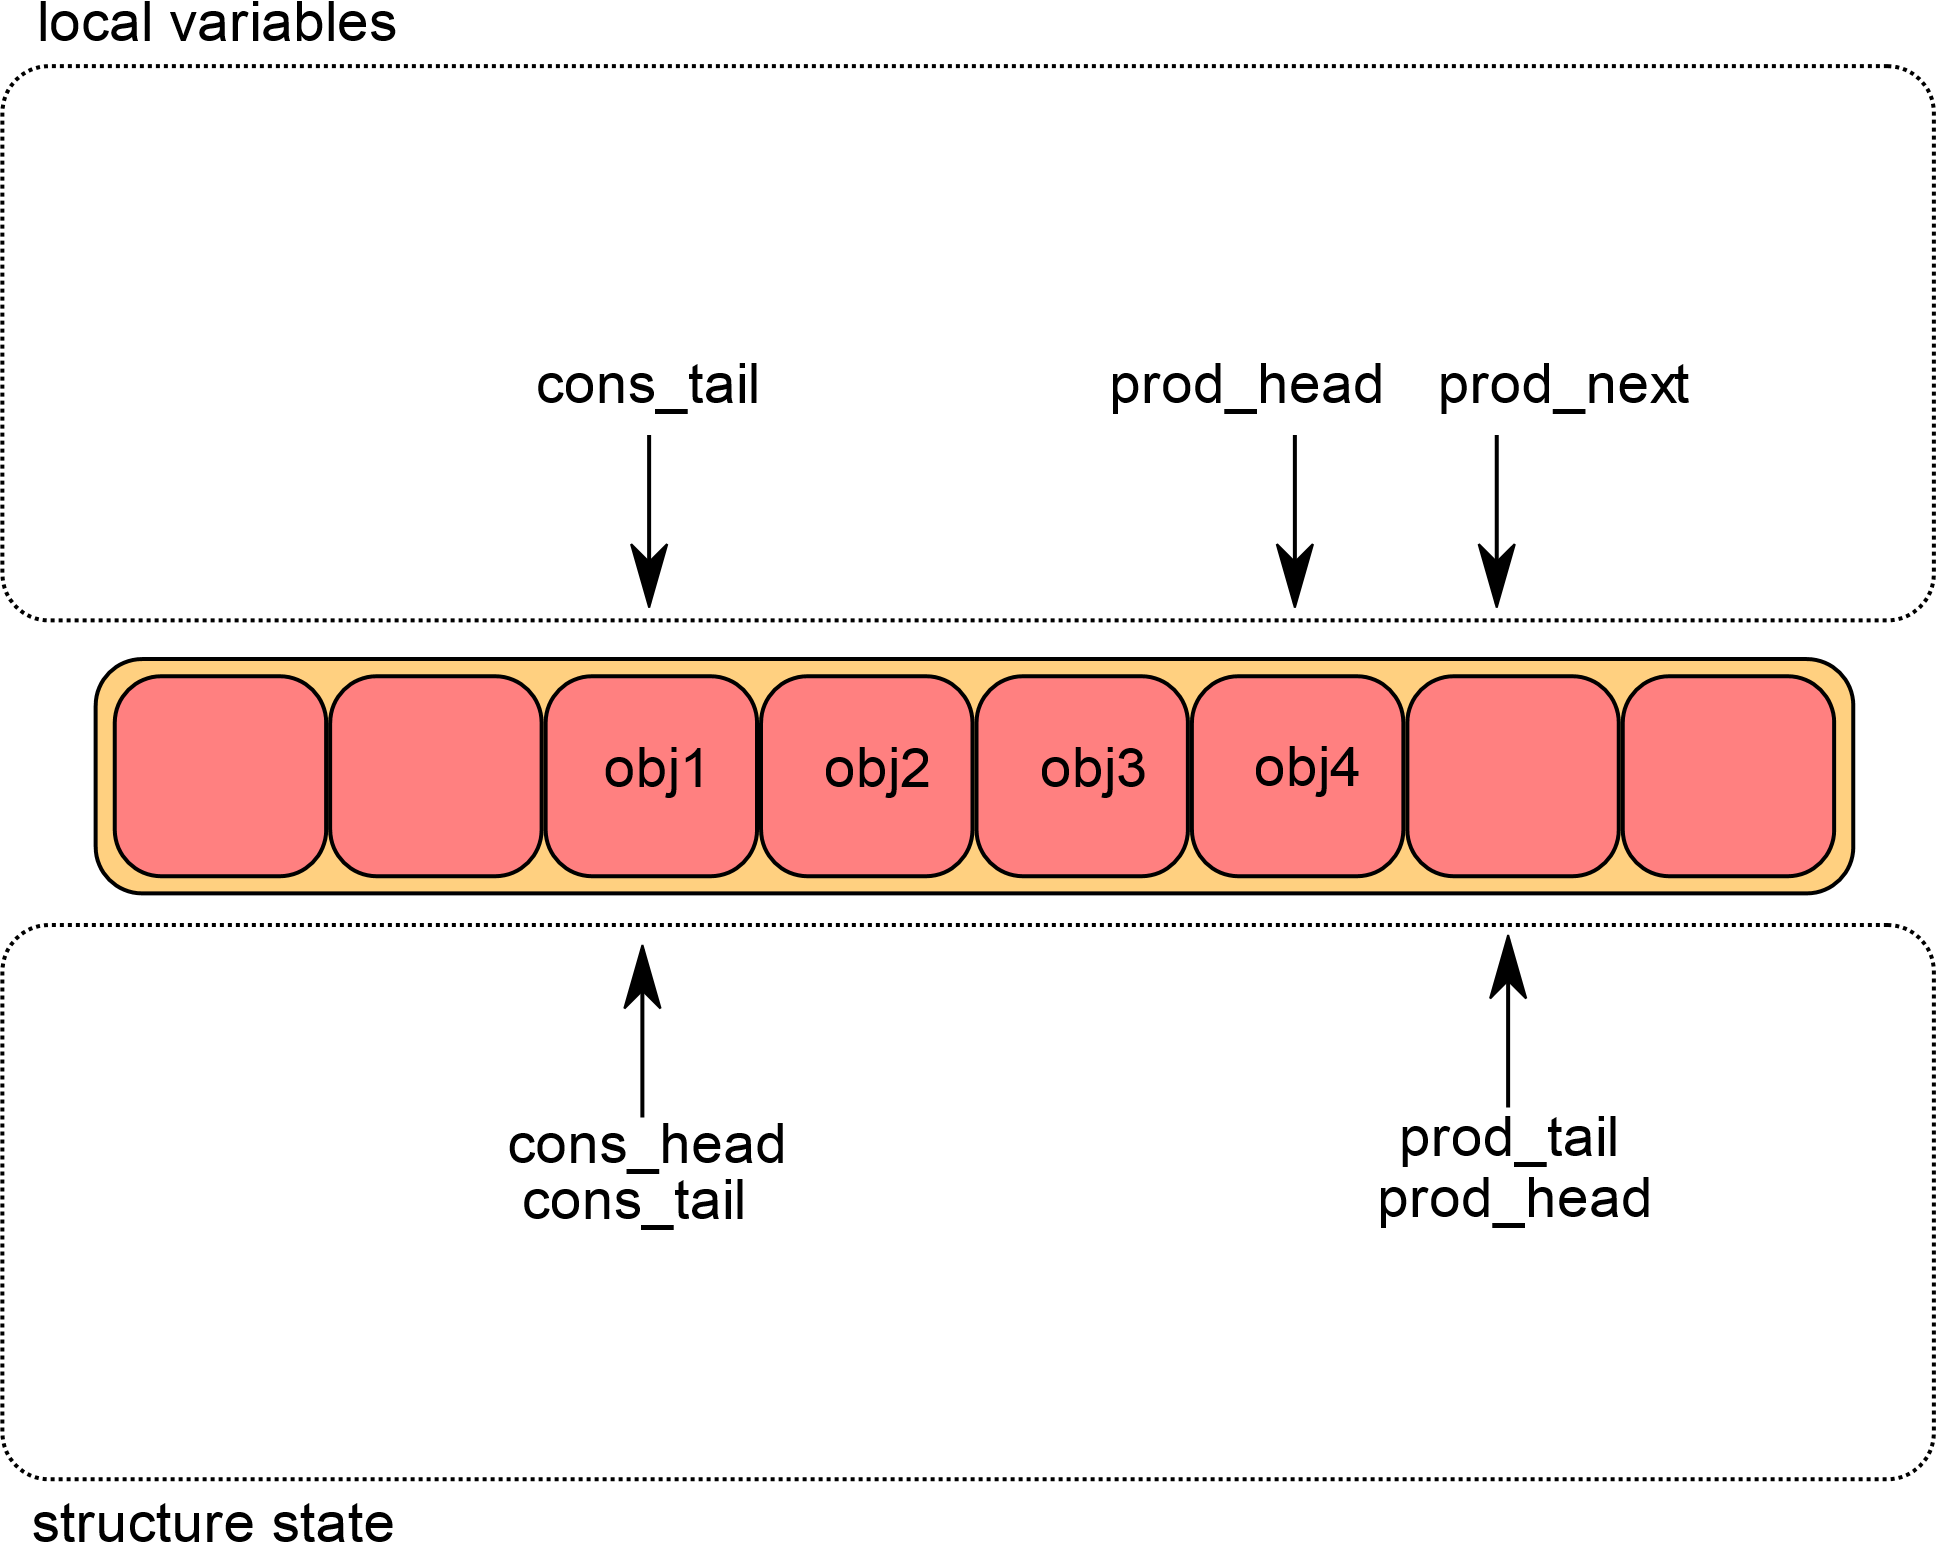 local variables
cons_tail prod_head prod_next
obj1 obj2 obj3 obj4
cons_head
cons_tail
prod_tail
prod_head
structure state